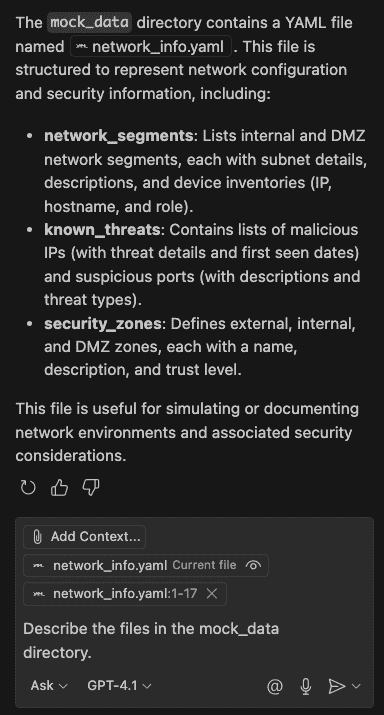 The mock_data directory contains a YAML file
named network_info.yaml . This file is
structured to represent network configuration
and security information, including:
• network_segments: Lists internal and DMZ
network segments, each with subnet details,
descriptions, and device inventories (IP,
hostname, and role).
• known_threats: Contains lists of malicious
IPs (with threat details and first seen dates)
and suspicious ports (with descriptions and
threat types).
• security_zones: Defines external, internal,
and DMZ zones, each with a name,
description, and trust level.
This file is useful for simulating or documenting
network environments and associated security
considerations.
Add Context...
network_info.yaml Current file
network_info.yaml:1-17
Describe the files in the mock_data
directory.
Ask GPT-4.1 @